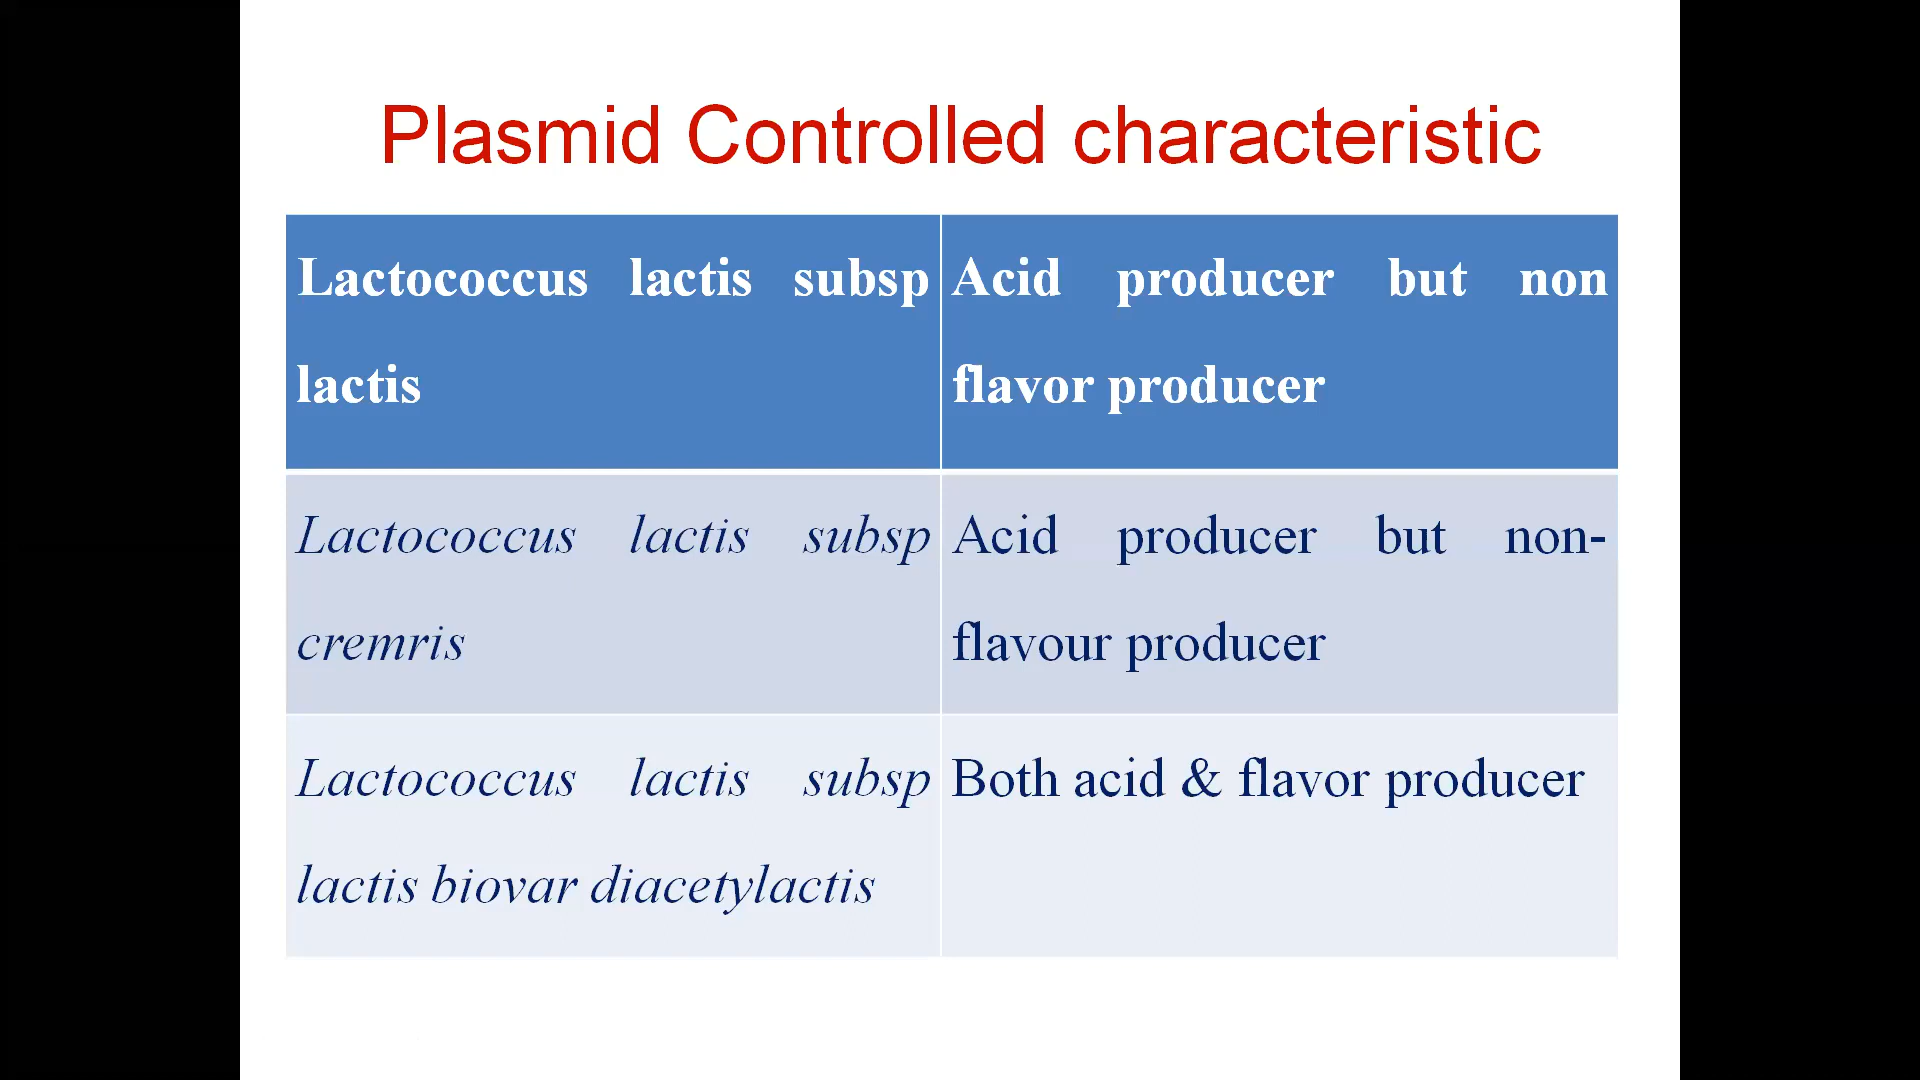 Plasmid Controlled characteristic
Lactococcus lactis subsp
lactis
Acid producer but non
flavor producer
Lactococcus lactis subsp
cremris
Acid producer but non-
flavour producer
Lactococcus lactis subsp
lactis biovar diacetylactis
Both acid & flavor producer